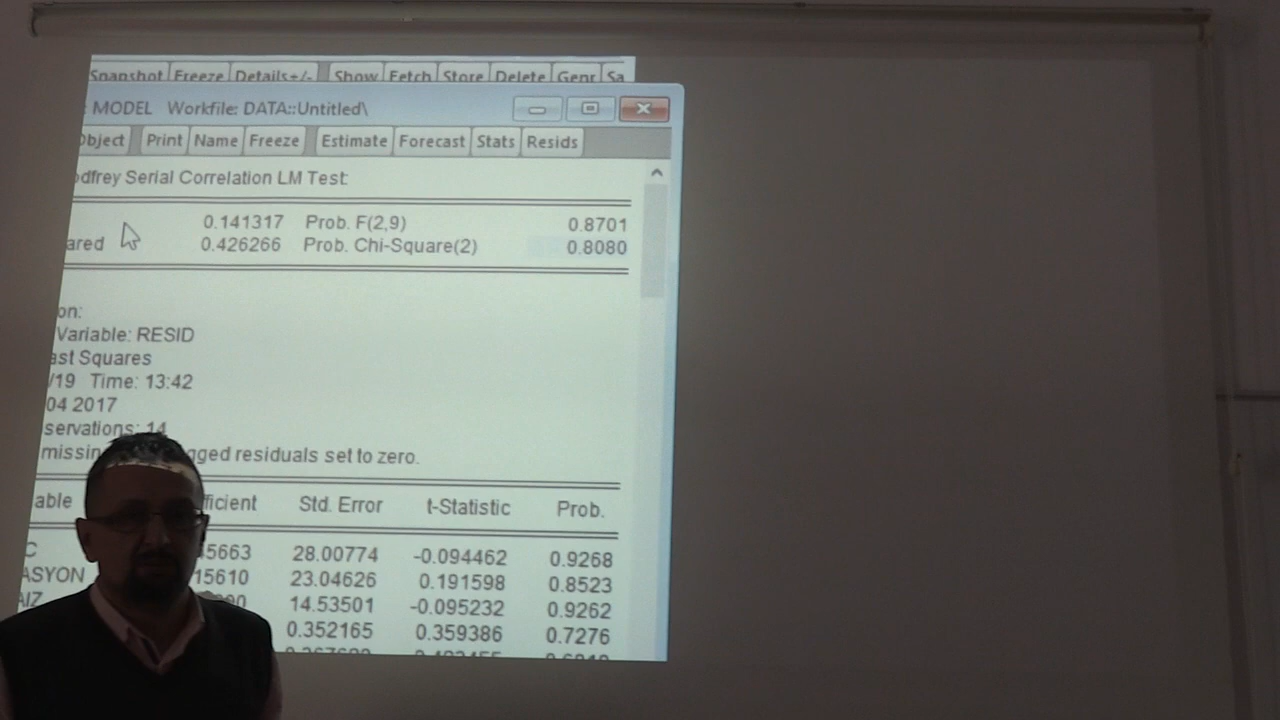 Snapshot Freeze Details+/- Show Fetch Store Delete Genr Sa
: MODEL Workfile: DATA::Untitled\
Object Print Name Freeze Estimate Forecast Stats Resids
odfrey Serial Correlation LM Test:
0.141317 Prob. F(2,9) 0.8701
ared 0.426266 Prob. Chi-Square(2) 0.8080
on:
Variable: RESID
ast Squares
/19 Time: 13:42
04 2017
servations: 14
missin gged residuals set to zero.
able fficient Std. Error t-Statistic Prob.
C 5663 28.00774 -0.094462 0.9268
ASYON 15610 23.04626 0.191598 0.8523
AIZ 14.53501 -0.095232 0.9262
0.352165 0.359386 0.7276